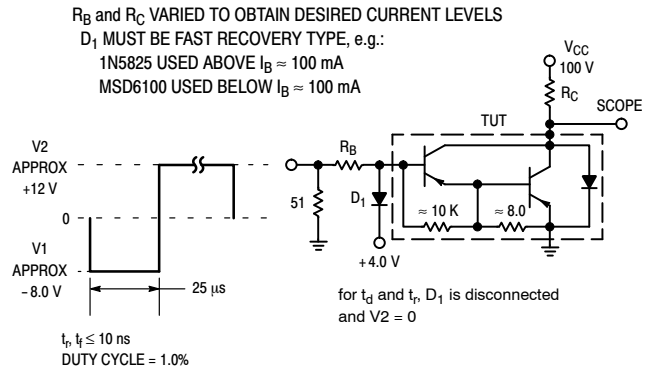 R_B and R_C VARIED TO OBTAIN DESIRED CURRENT LEVELS
D_1 MUST BE FAST RECOVERY TYPE, e.g.:
1N5825 USED ABOVE I_B ≈ 100 mA
MSD6100 USED BELOW I_B ≈ 100 mA
V_CC
100 V
R_C
SCOPE
TUT
V2
APPROX
+12 V
0
V1
APPROX
-8.0 V
25 μs
t_r, t_f ≤ 10 ns
DUTY CYCLE = 1.0%
R_B
51
D_1
+4.0 V
≈ 10 K
≈ 8.0
for t_d and t_r, D_1 is disconnected
and V2 = 0